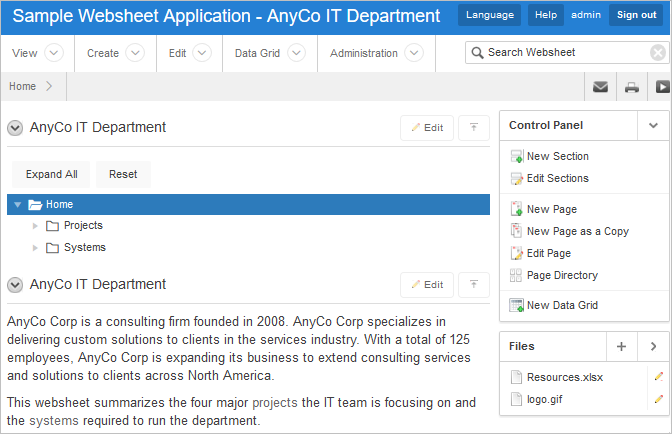 Sample Websheet Application - AnyCo IT Department
Language Help admin Sign out
View Create Edit Data Grid Administration Search Websheet
Home
AnyCo IT Department Edit
Expand All Reset
Home
Projects
Systems
AnyCo IT Department Edit
AnyCo Corp is a consulting firm founded in 2008. AnyCo Corp specializes in
delivering custom solutions to clients in the services industry. With a total of 125
employees, AnyCo Corp is expanding its business to extend consulting services
and solutions to clients across North America.
This websheet summarizes the four major projects the IT team is focusing on and
the systems required to run the department.
Control Panel
New Section
Edit Sections
New Page
New Page as a Copy
Edit Page
Page Directory
New Data Grid
Files
Resources.xlsx
logo.gif